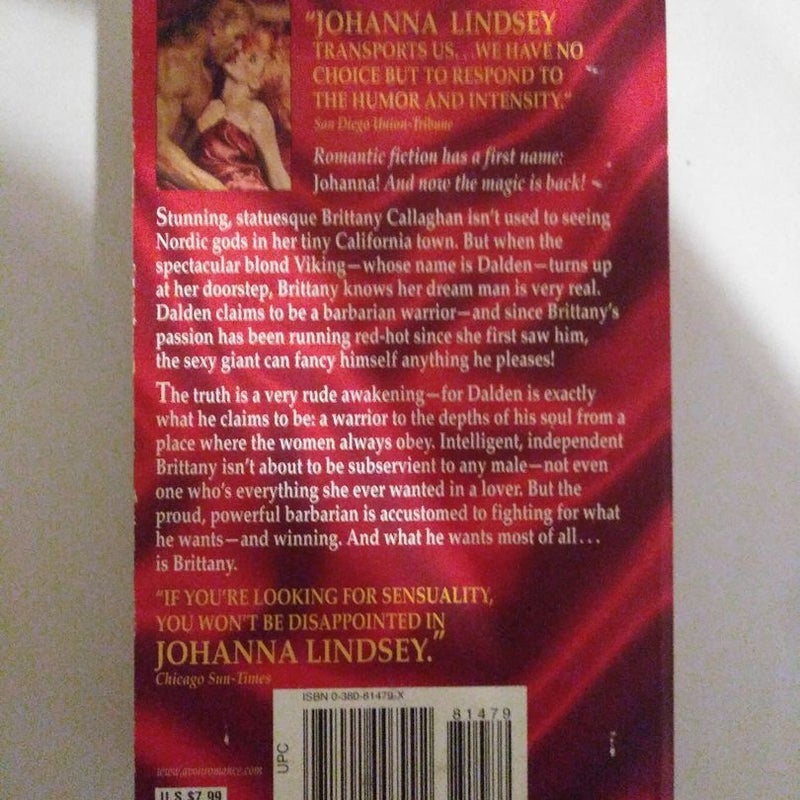 "JOHANNA LINDSEY
TRANSPORTS US... WE HAVE NO
CHOICE BUT TO RESPOND TO
THE HUMOR AND INTENSITY."
San Diego Union-Tribune
Romantic fiction has a first name:
Johanna! And now the magic is back!
Stunning, statuesque Brittany Callaghan isn't used to seeing
Nordic gods in her tiny California town. But when the
spectacular blond Viking—whose name is Dalden—turns up
at her doorstep, Brittany knows her dream man is very real.
Dalden claims to be a barbarian warrior—and since Brittany's
passion has been running red-hot since she first saw him,
the sexy giant can fancy himself anything he pleases!
The truth is a very rude awakening—for Dalden is exactly
what he claims to be: a warrior to the depths of his soul from a
place where the women always obey. Intelligent, independent
Brittany isn't about to be subservient to any male—not even
one who's everything she ever wanted in a lover. But the
proud, powerful barbarian is accustomed to fighting for what
he wants—and winning. And what he wants most of all...
is Brittany.
"IF YOU'RE LOOKING FOR SENSUALITY,
YOU WON'T BE DISAPPOINTED IN
JOHANNA LINDSEY."
Chicago Sun-Times
ISBN 0-380-81479-X
81479
UPC
www.avonromance.com
U.S. $7.99